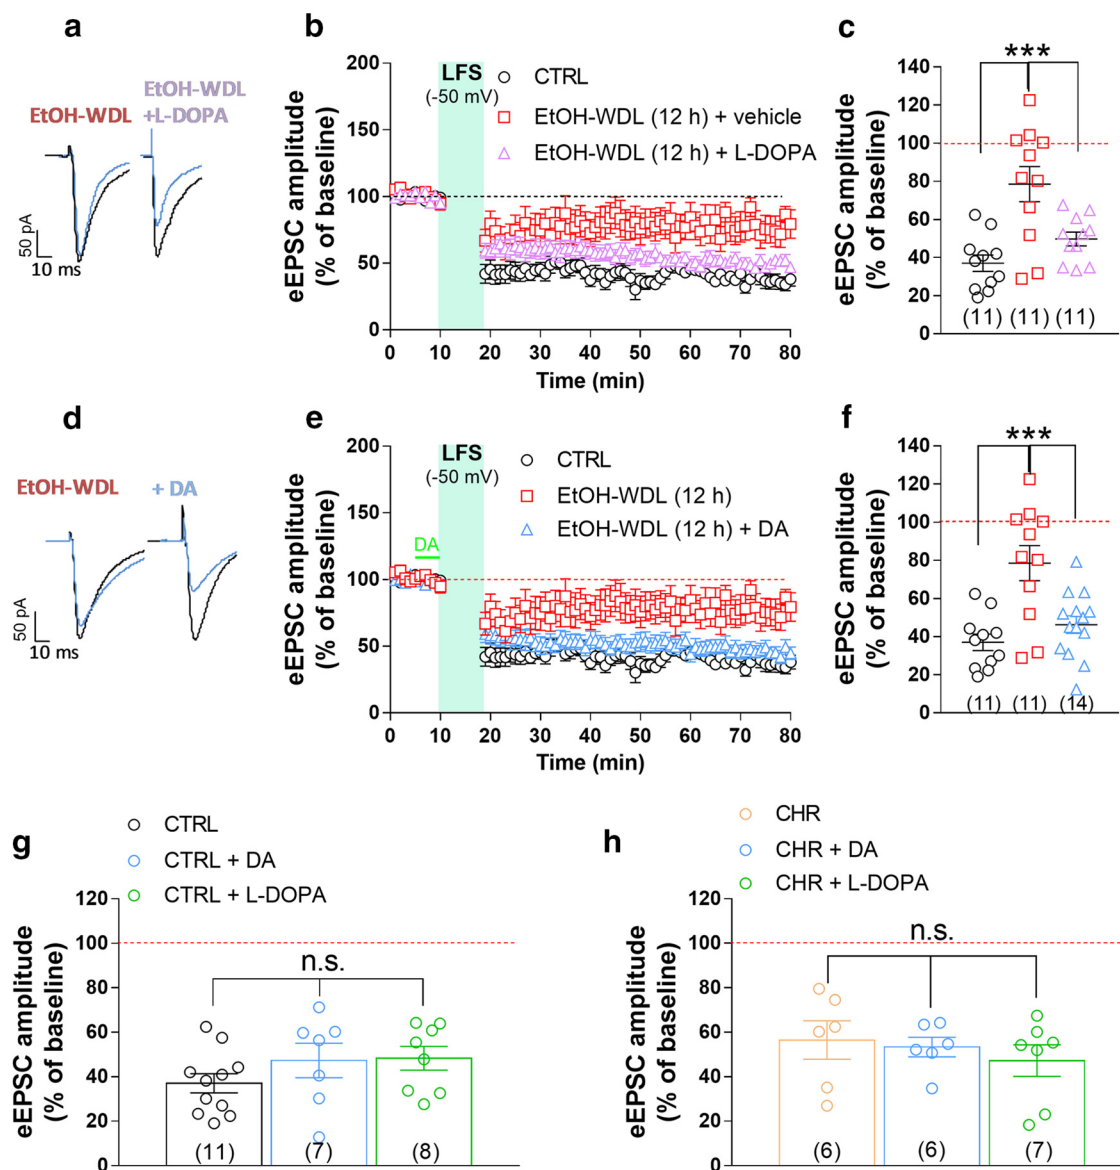 a
EtOH-WDL
EtOH-WDL
+L-DOPA
50 pA
10 ms
b
eEPSC amplitude
(% of baseline)
200
150
100
50
0
LFS
(-50 mV)
CTRL
EtOH-WDL (12 h) + vehicle
EtOH-WDL (12 h) + L-DOPA
0 10 20 30 40 50 60 70 80
Time (min)
c
***
eEPSC amplitude
(% of baseline)
140
120
100
80
60
40
20
0
(11) (11) (11)
d
EtOH-WDL + DA
50 pA
10 ms
e
eEPSC amplitude
(% of baseline)
200
150
100
50
0
LFS
(-50 mV)
DA
CTRL
EtOH-WDL (12 h)
EtOH-WDL (12 h) + DA
0 10 20 30 40 50 60 70 80
Time (min)
f
***
eEPSC amplitude
(% of baseline)
140
120
100
80
60
40
20
0
(11) (11) (14)
g
CTRL
CTRL + DA
CTRL + L-DOPA
eEPSC amplitude
(% of baseline)
120
100
80
60
40
20
0
n.s.
(11) (7) (8)
h
CHR
CHR + DA
CHR + L-DOPA
eEPSC amplitude
(% of baseline)
120
100
80
60
40
20
0
n.s.
(6) (6) (7)